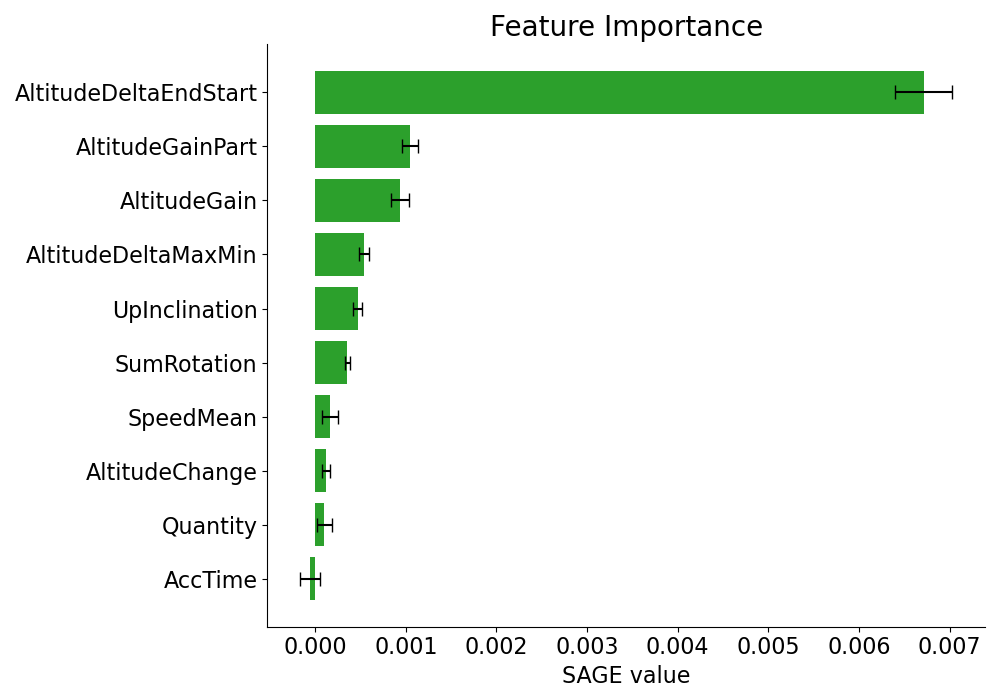 Feature Importance
AltitudeDeltaEndStart
AltitudeGainPart
AltitudeGain
AltitudeDeltaMaxMin
UpInclination
SumRotation
SpeedMean
AltitudeChange
Quantity
AccTime
0.000 0.001 0.002 0.003 0.004 0.005 0.006 0.007
SAGE value